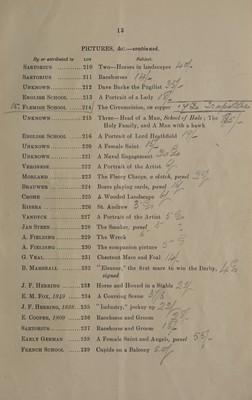 13
PICTURES, &c.—continued.
By or attributed to LOT Subject.
SARTORIUS 210 Two—Horses in landscapes
SARTORIUS 211 Racehorses 14/-
UNKNOWN 212 Dave Burke the Pugilist 35/-
ENGLISH SCHOOL 213 A Portrait of a Lady
FLEMISH SCHOOL 214 The Circumcision, on copper
UNKNOWN 215 Three—Head of a Man, School of Hals; The
Holy Family, and A Man with a hawk
ENGLISH SCHOOL 216 A Portrait of Lord Heathfield
UNKNOWN 220 A Female Saint
UNKNOWN 221 A Naval Engagement
VERONESE 222 A Portrait of the Artist
MORLAND 223 The Fleecy Charge, a sketch, panel
BRAUWER 224 Boors playing cards, panel
CROME 225 A Wooded Landscape
RIBERA 226 St. Andrew
VANDYCK 227 A Portrait of the Artist
JAN STEEN 228 The Smoker, panel
A. FIELDING 229 The Wreck
A. FIELDING 230 The companion picture
G. VEAL 231 Chestnut Mare and Foal
B. MARSHALL 232 "Eleanor," the first mare to win the Derby,
signed
J. F. HERRING 233 Horse and Hound in a Stable
E. M. FOX, 1849 234 A Coursing Scene
J. F. HERRING, 1838 235 "Industry," jockey up
E. COOPER, 1809 236 Racehorse and Groom
SARTORIUS 237 Racehorse and Groom
EARLY GERMAN 238 A Female Saint and Angels, panel
FRENCH SCHOOL 239 Cupids on a Balcony